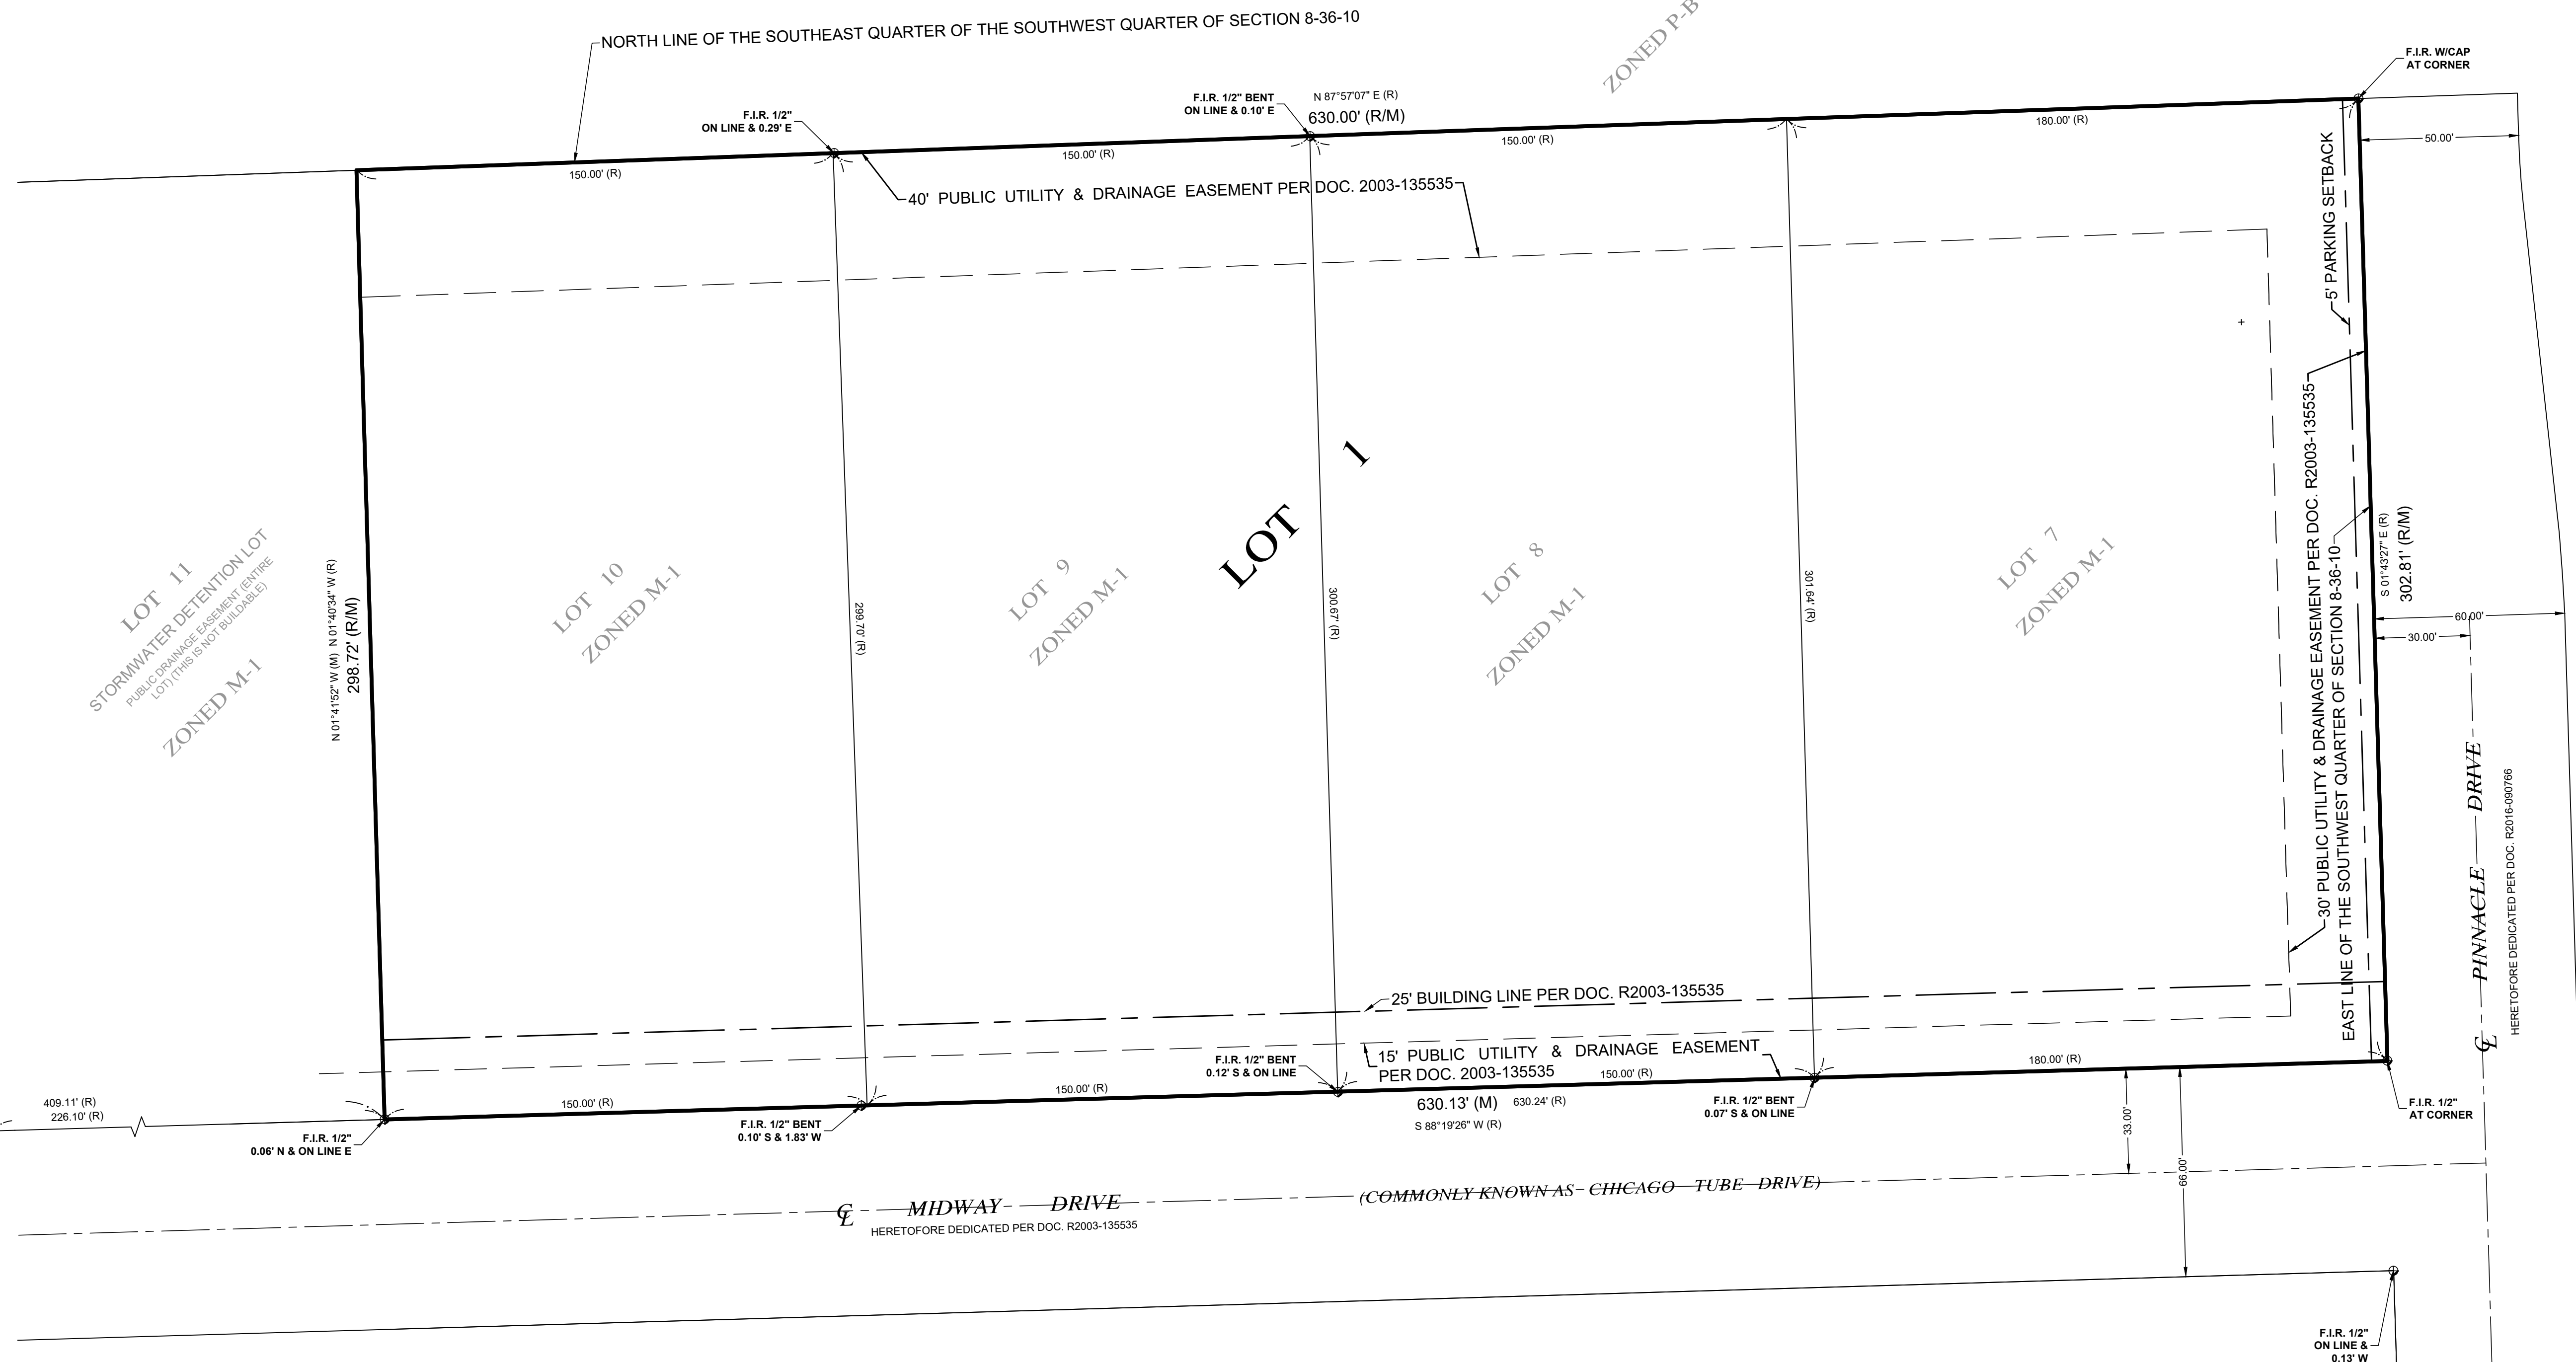 NORTH LINE OF THE SOUTHEAST QUARTER OF THE SOUTHWEST QUARTER OF SECTION 8-36-10
ZONED P-B
F.I.R. W/CAP
AT CORNER
F.I.R. 1/2"
ON LINE & 0.29' E
F.I.R. 1/2" BENT
ON LINE & 0.10' E
N 87°57'07" E (R)
630.00' (R/M)
150.00' (R)
150.00' (R)
150.00' (R)
180.00' (R)
50.00'
40' PUBLIC UTILITY & DRAINAGE EASEMENT PER DOC. 2003-135535
5' PARKING SETBACK
LOT 1
LOT 11
STORMWATER DETENTION LOT
PUBLIC DRAINAGE EASEMENT (ENTIRE
LOT) (THIS IS NOT BUILDABLE)
ZONED M-1
N 01°41'52" W (M) N 01°40'34" W (R)
298.72' (R/M)
LOT 10
ZONED M-1
299.70' (R)
LOT 9
ZONED M-1
300.67' (R)
LOT 8
ZONED M-1
301.64' (R)
LOT 7
ZONED M-1
30' PUBLIC UTILITY & DRAINAGE EASEMENT PER DOC. R2003-135535
EAST LINE OF THE SOUTHWEST QUARTER OF SECTION 8-36-10
S 01°43'27" E (R)
302.81' (R/M)
60.00'
30.00'
PINNACLE DRIVE
HERETOFORE DEDICATED PER DOC. R2016-090766
25' BUILDING LINE PER DOC. R2003-135535
15' PUBLIC UTILITY & DRAINAGE EASEMENT
PER DOC. 2003-135535
F.I.R. 1/2" BENT
0.12' S & ON LINE
409.11' (R)
226.10' (R)
150.00' (R)
150.00' (R)
150.00' (R)
180.00' (R)
F.I.R. 1/2"
0.06' N & ON LINE E
F.I.R. 1/2" BENT
0.10' S & 1.83' W
630.13' (M) 630.24' (R)
S 88°19'26" W (R)
F.I.R. 1/2" BENT
0.07' S & ON LINE
F.I.R. 1/2"
AT CORNER
33.00'
66.00'
℄ MIDWAY DRIVE (COMMONLY KNOWN AS CHICAGO TUBE DRIVE)
HERETOFORE DEDICATED PER DOC. R2003-135535
℄
F.I.R. 1/2"
ON LINE &
0.13' W